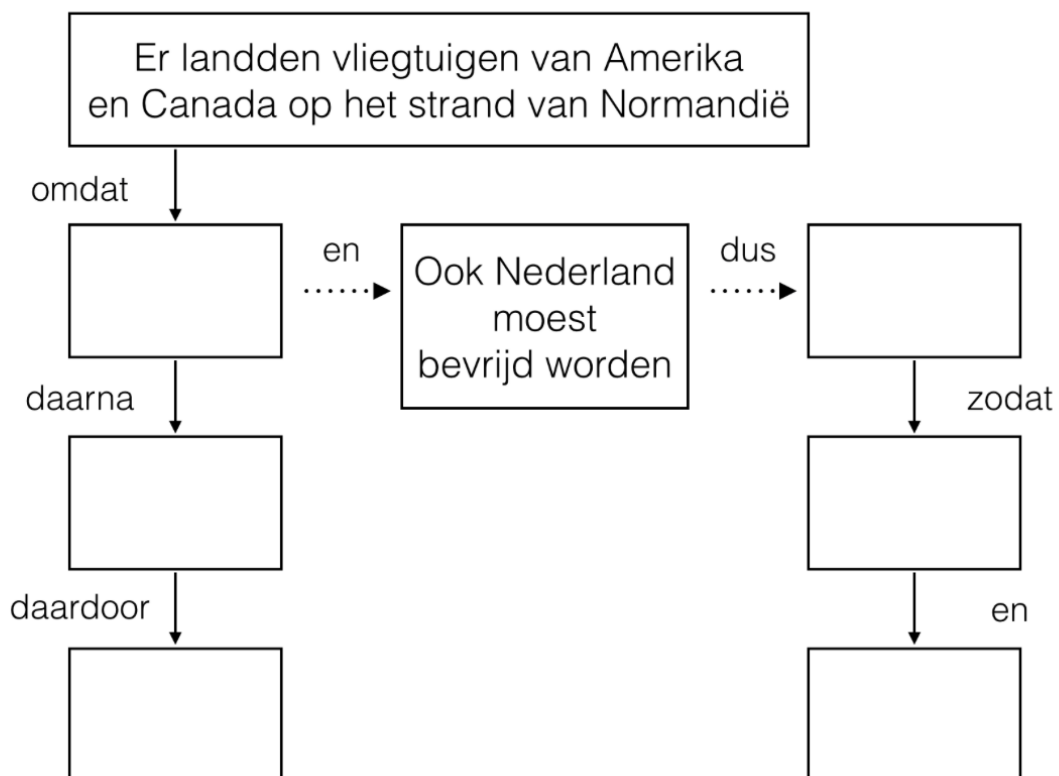 Er landden vliegtuigen van Amerika
en Canada op het strand van Normandië
omdat
en
Ook Nederland
moest
bevrijd worden
dus
daarna
zodat
daardoor
en